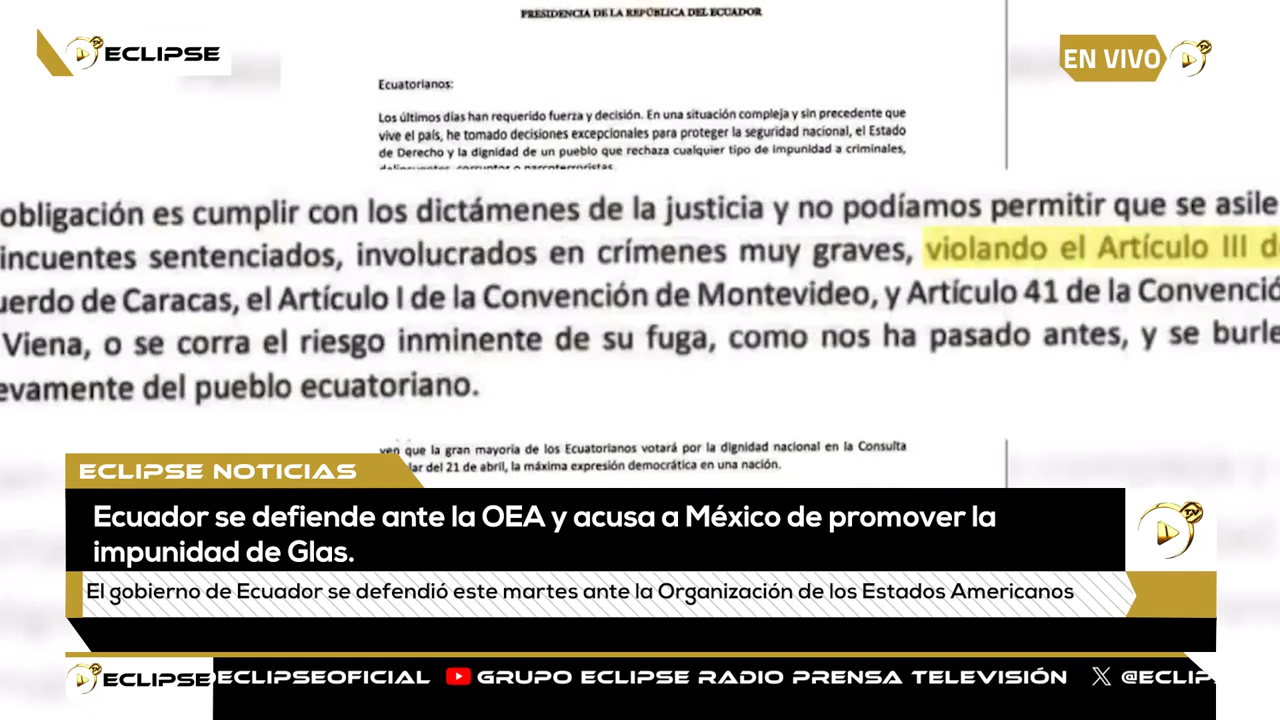 PRESIDENCIA DE LA REPÚBLICA DEL ECUADOR
ECLIPSE
EN VIVO
TV
Ecuatorianos:
Los últimos días han requerido fuerza y decisión. En una situación compleja y sin precedente que
vive el país, he tomado decisiones excepcionales para proteger la seguridad nacional, el Estado
de Derecho y la dignidad de un pueblo que rechaza cualquier tipo de impunidad a criminales,
delincuentes, corruptos o narcoterroristas.
obligación es cumplir con los dictámenes de la justicia y no podíamos permitir que se asile
incuentes sentenciados, involucrados en crímenes muy graves, violando el Artículo III d
uerdo de Caracas, el Artículo I de la Convención de Montevideo, y Artículo 41 de la Convenció
Viena, o se corra el riesgo inminente de su fuga, como nos ha pasado antes, y se burle
evamente del pueblo ecuatoriano.
que la gran mayoría de los Ecuatorianos votará por la dignidad nacional en la Consulta
lar del 21 de abril, la máxima expresión democrática en una nación.
ECLIPSE NOTICIAS
Ecuador se defiende ante la OEA y acusa a México de promover la
impunidad de Glas.
TV
El gobierno de Ecuador se defendió este martes ante la Organización de los Estados Americanos
ECLIPSE ECLIPSEOFICIAL GRUPO ECLIPSE RADIO PRENSA TELEVISIÓN X @ECLIP